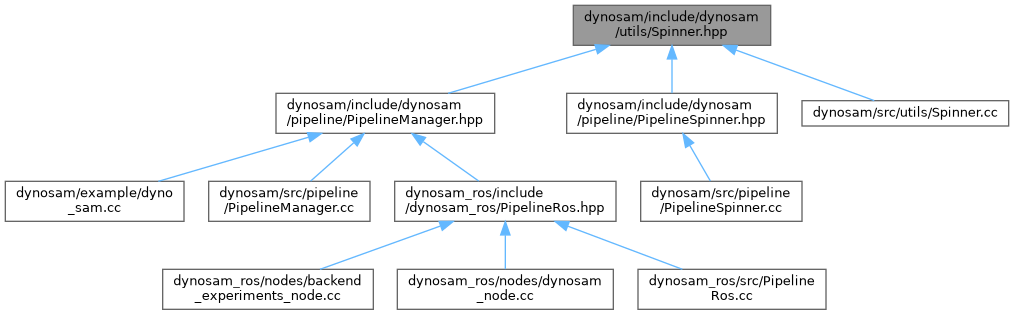 dynosam/include/dynosam
/utils/Spinner.hpp
dynosam/include/dynosam
/pipeline/PipelineManager.hpp
dynosam/include/dynosam
/pipeline/PipelineSpinner.hpp
dynosam/src/utils/Spinner.cc
dynosam/example/dyno
_sam.cc
dynosam/src/pipeline
/PipelineManager.cc
dynosam_ros/include
/dynosam_ros/PipelineRos.hpp
dynosam/src/pipeline
/PipelineSpinner.cc
dynosam_ros/nodes/backend
_experiments_node.cc
dynosam_ros/nodes/dynosam
_node.cc
dynosam_ros/src/Pipeline
Ros.cc